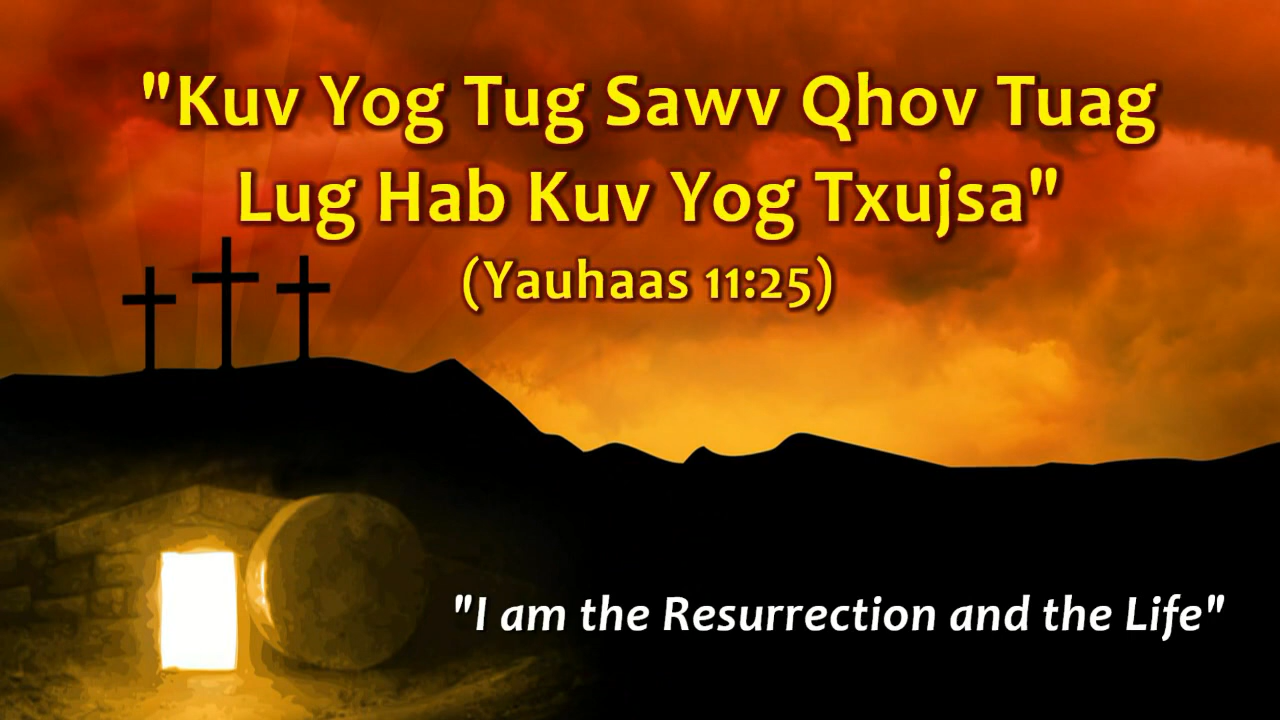 "Kuv Yog Tug Sawv Qhov Tuag
Lug Hab Kuv Yog Txujsa"
(Yauhaas 11:25)
"I am the Resurrection and the Life"